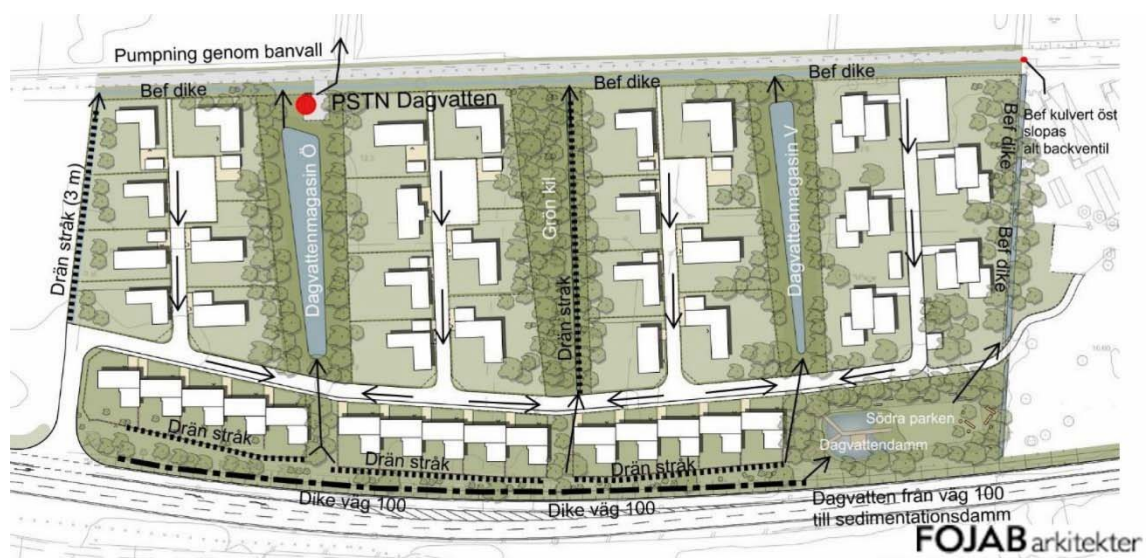 Pumpning genom banvall
Bef dike
PSTN Dagvatten
Bef dike
Bef dike
Bef kulvert öst
slopas
alt backventil
Bef dike
Bef dike
Drän stråk (3 m)
Dagvattenmagasin Ö
Grön kil
Drän stråk
Dagvattenmagasin V
Södra parken
Dagvattendamm
Drän stråk
Drän stråk
Drän stråk
Dike väg 100
Dike väg 100
Dagvatten från väg 100
till sedimentationsdamm
FOJAB arkitekter